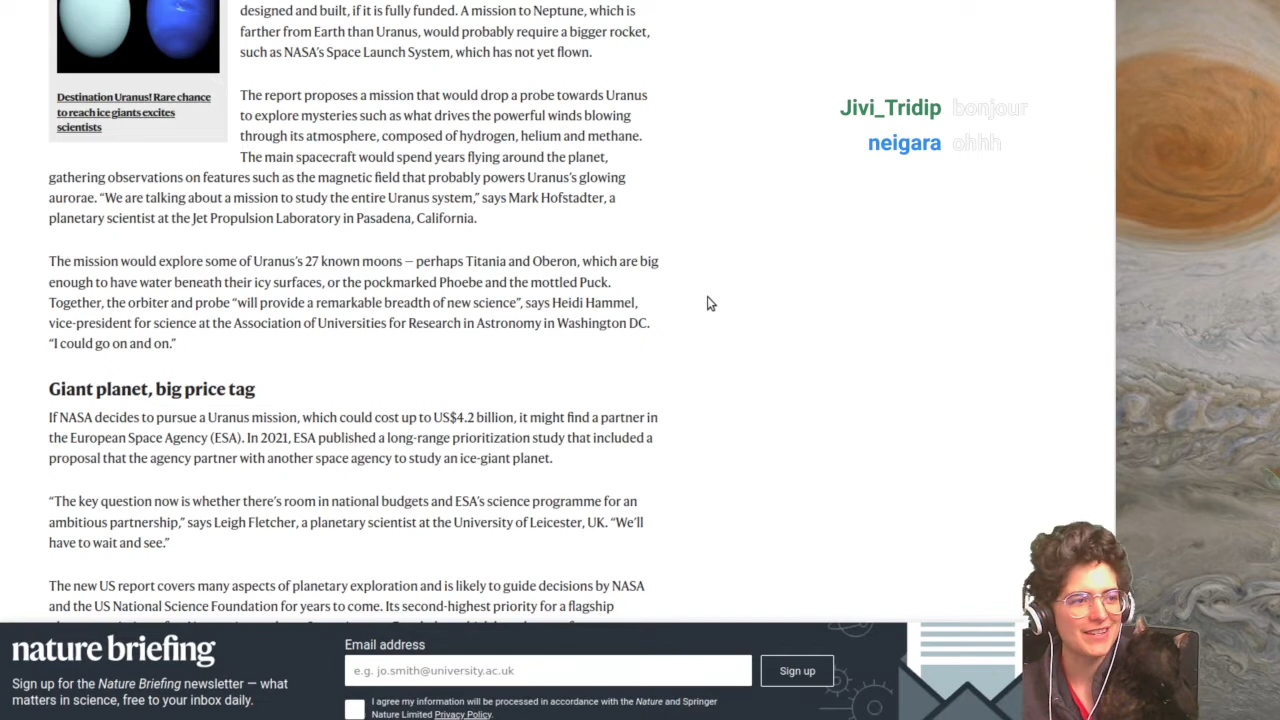 designed and built, if it is fully funded. A mission to Neptune, which is
farther from Earth than Uranus, would probably require a bigger rocket,
such as NASA's Space Launch System, which has not yet flown.
Destination Uranus! Rare chance
to reach ice giants excites
scientists
The report proposes a mission that would drop a probe towards Uranus
to explore mysteries such as what drives the powerful winds blowing
through its atmosphere, composed of hydrogen, helium and methane.
The main spacecraft would spend years flying around the planet,
gathering observations on features such as the magnetic field that probably powers Uranus's glowing
aurorae. “We are talking about a mission to study the entire Uranus system,” says Mark Hofstadter, a
planetary scientist at the Jet Propulsion Laboratory in Pasadena, California.
The mission would explore some of Uranus's 27 known moons — perhaps Titania and Oberon, which are big
enough to have water beneath their icy surfaces, or the pockmarked Phoebe and the mottled Puck.
Together, the orbiter and probe “will provide a remarkable breadth of new science”, says Heidi Hammel,
vice-president for science at the Association of Universities for Research in Astronomy in Washington DC.
“I could go on and on.”
Giant planet, big price tag
If NASA decides to pursue a Uranus mission, which could cost up to US$4.2 billion, it might find a partner in
the European Space Agency (ESA). In 2021, ESA published a long-range prioritization study that included a
proposal that the agency partner with another space agency to study an ice-giant planet.
“The key question now is whether there's room in national budgets and ESA's science programme for an
ambitious partnership,” says Leigh Fletcher, a planetary scientist at the University of Leicester, UK. “We'll
have to wait and see.”
The new US report covers many aspects of planetary exploration and is likely to guide decisions by NASA
and the US National Science Foundation for years to come. Its second-highest priority for a flagship
Jivi_Tridip bonjour
neigara ohhh
nature briefing
Sign up for the Nature Briefing newsletter — what
matters in science, free to your inbox daily.
Email address
e.g. jo.smith@university.ac.uk
Sign up
I agree my information will be processed in accordance with the Nature and Springer
Nature Limited Privacy Policy.